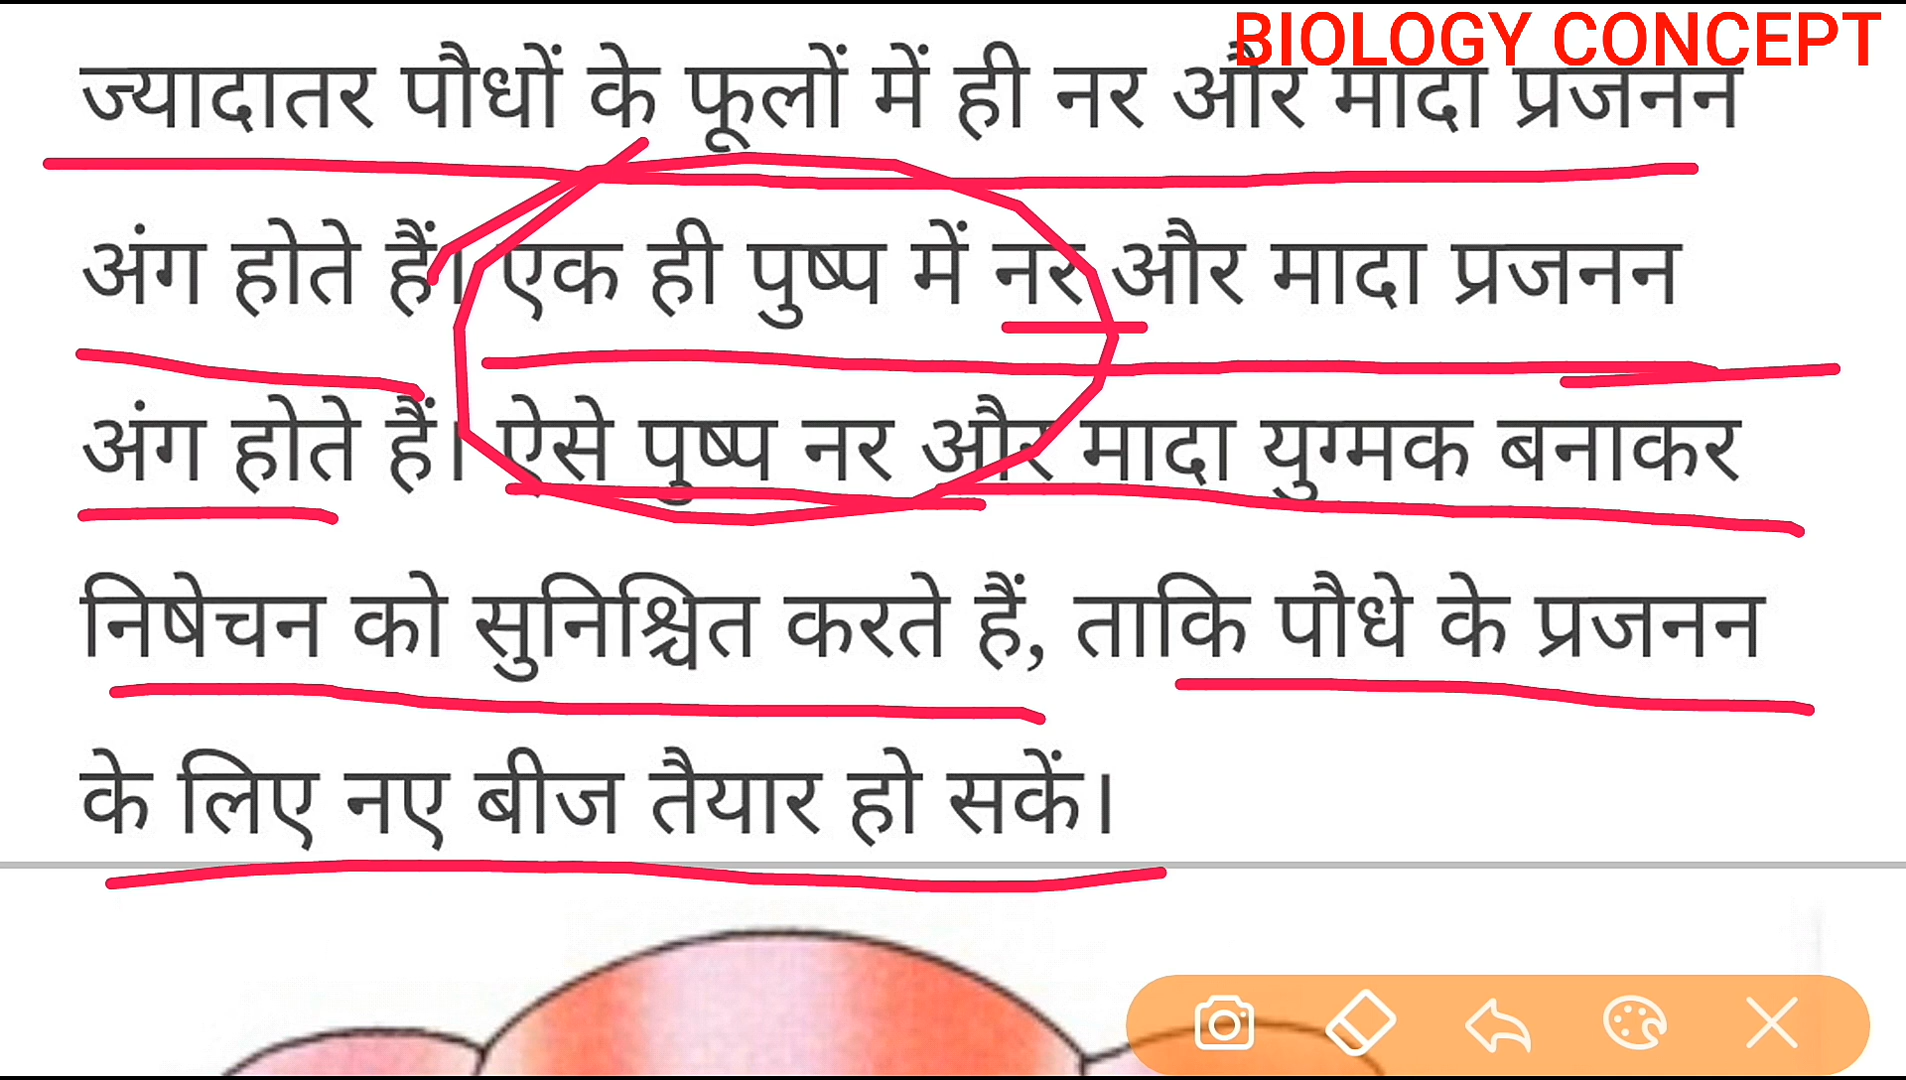 BIOLOGY CONCEPT
ज्यादातर पौधों के फूलों में ही नर और मादा प्रजनन
अंग होते हैं। एक ही पुष्प में नर और मादा प्रजनन
अंग होते हैं। ऐसे पुष्प नर और मादा युग्मक बनाकर
निषेचन को सुनिश्चित करते हैं, ताकि पौधे के प्रजनन
के लिए नए बीज तैयार हो सकें।